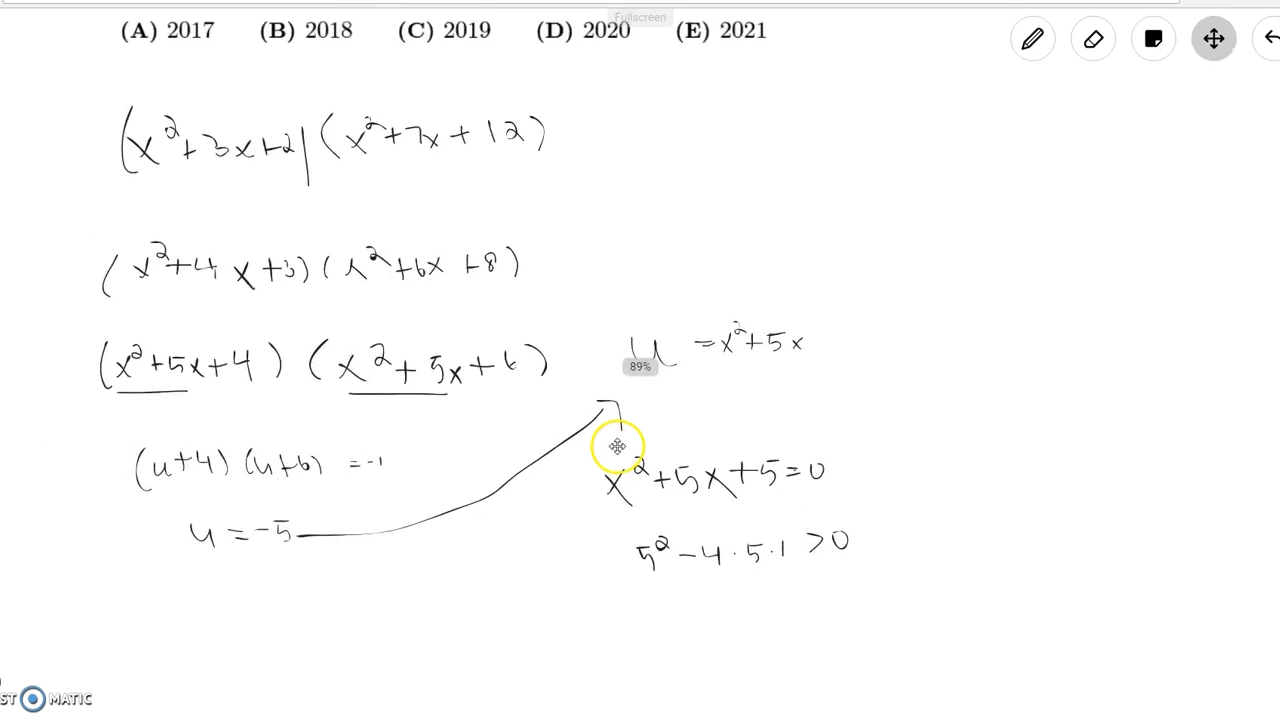 Fullscreen
(A) 2017 (B) 2018 (C) 2019 (D) 2020 (E) 2021
(x²+3x+2)(x²+7x+12)
(x²+4x+3)(x²+6x+8)
(x²+5x+4)(x²+5x+6)
u = x²+5x
89%
(u+4)(u+6) = -1
x²+5x+5=0
u = -5
5² - 4·5·1 > 0
ST MATIC